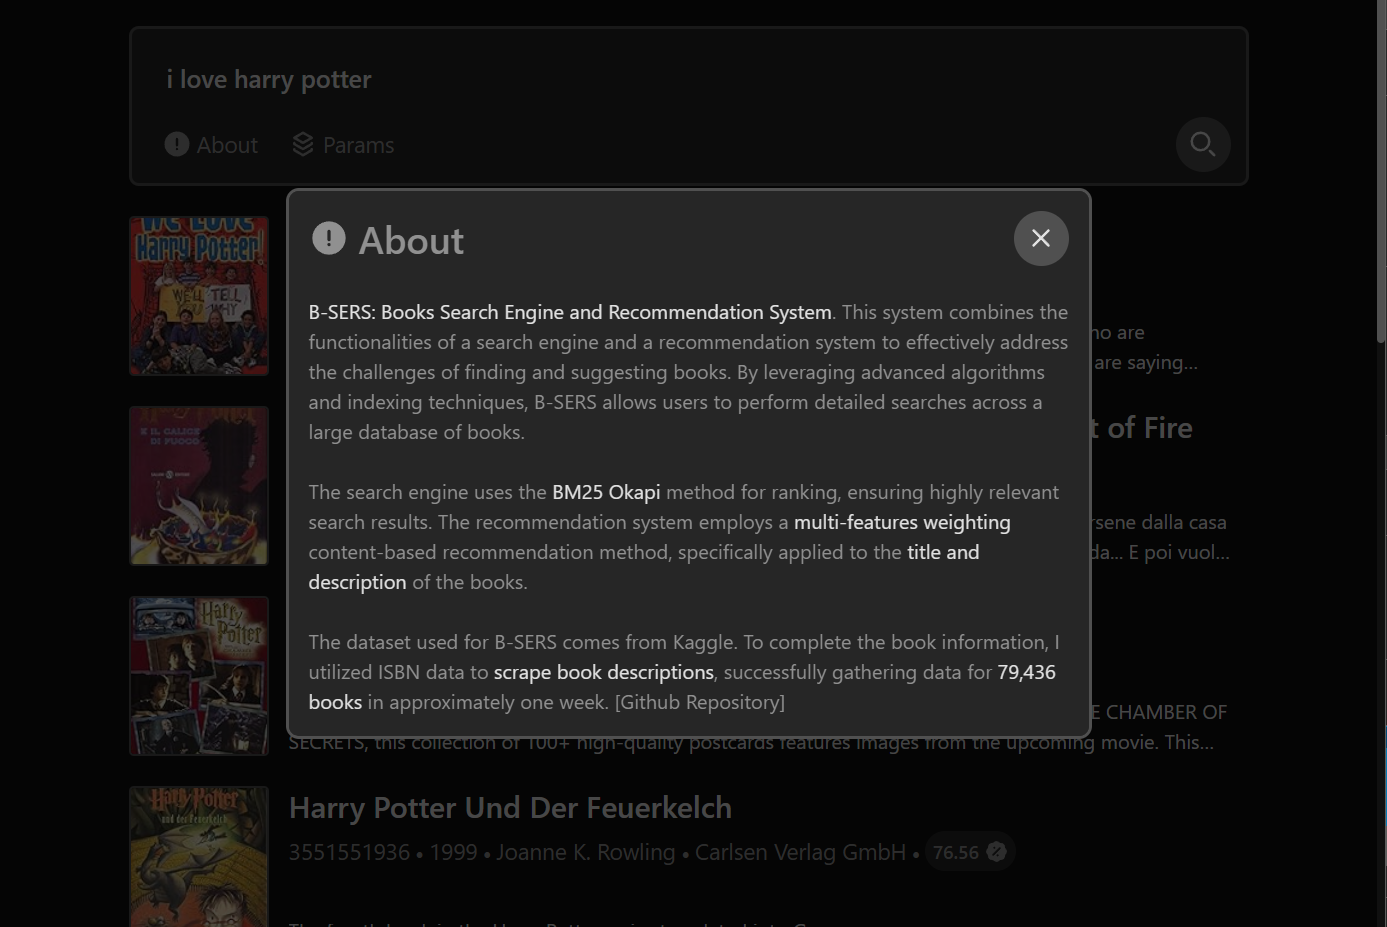 i love harry potter
About
Params
WE LOVE
Harry Potter!
WE'LL TELL
YOU WHY
About
B-SERS: Books Search Engine and Recommendation System. This system combines the
functionalities of a search engine and a recommendation system to effectively address
the challenges of finding and suggesting books. By leveraging advanced algorithms
and indexing techniques, B-SERS allows users to perform detailed searches across a
large database of books.
The search engine uses the BM25 Okapi method for ranking, ensuring highly relevant
search results. The recommendation system employs a multi-features weighting
content-based recommendation method, specifically applied to the title and
description of the books.
The dataset used for B-SERS comes from Kaggle. To complete the book information, I
utilized ISBN data to scrape book descriptions, successfully gathering data for 79,436
books in approximately one week. [Github Repository]
are
are saying...
of Fire
E IL CALICE
DI FUOCO
dalla casa
E poi vuol...
Harry
Potter
CHAMBER OF
SECRETS, this collection of 100+ high-quality postcards features images from the upcoming movie. This...
Harry Potter
und der Feuerkelch
Harry Potter Und Der Feuerkelch
3551551936 • 1999 • Joanne K. Rowling • Carlsen Verlag GmbH • 76.56